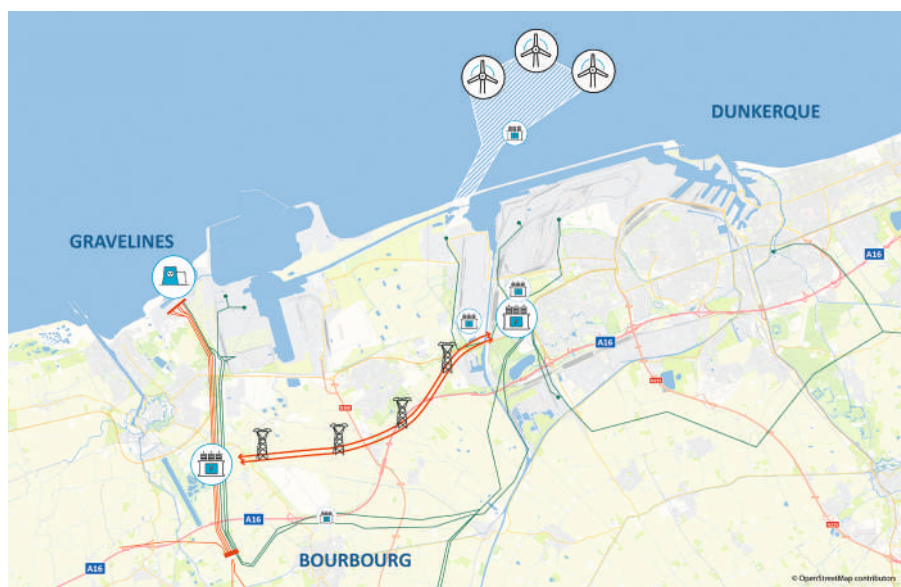 DUNKERQUE
GRAVELINES
A16
A16
A16
A16
BOURBOURG
© OpenStreetMap contributors